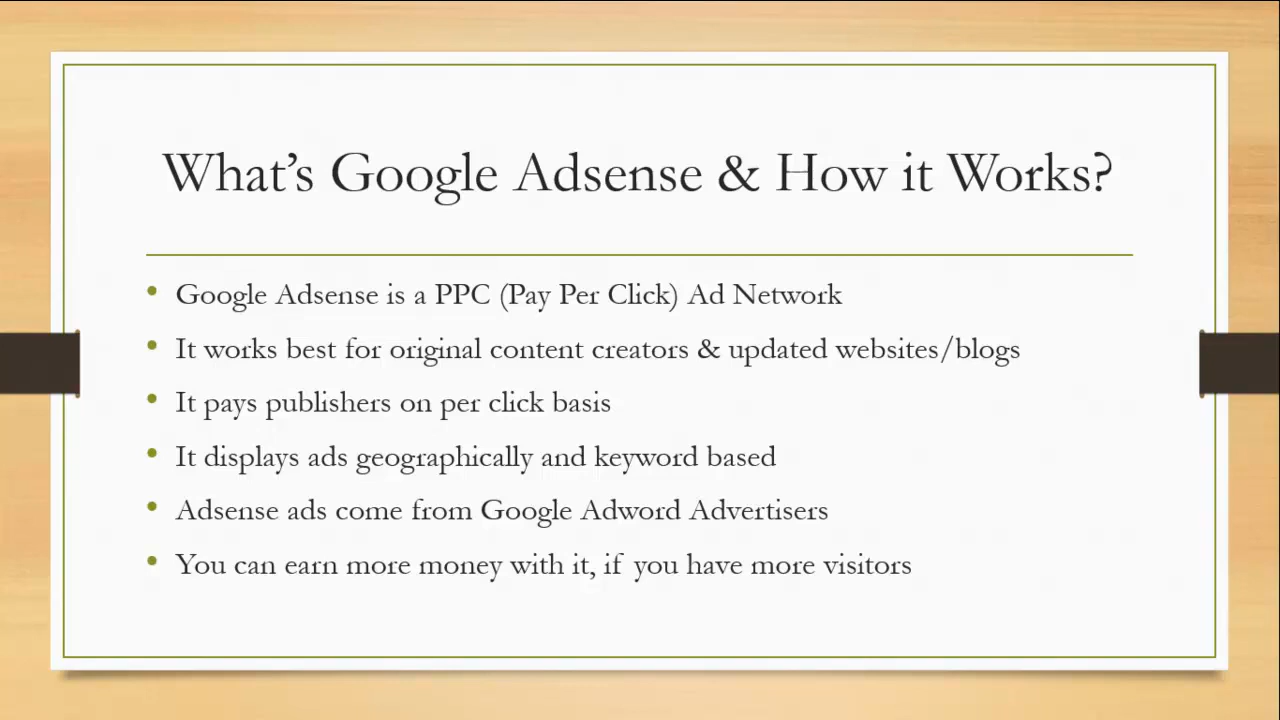 What’s Google Adsense & How it Works?
• Google Adsense is a PPC (Pay Per Click) Ad Network
• It works best for original content creators & updated websites/blogs
• It pays publishers on per click basis
• It displays ads geographically and keyword based
• Adsense ads come from Google Adword Advertisers
• You can earn more money with it, if you have more visitors